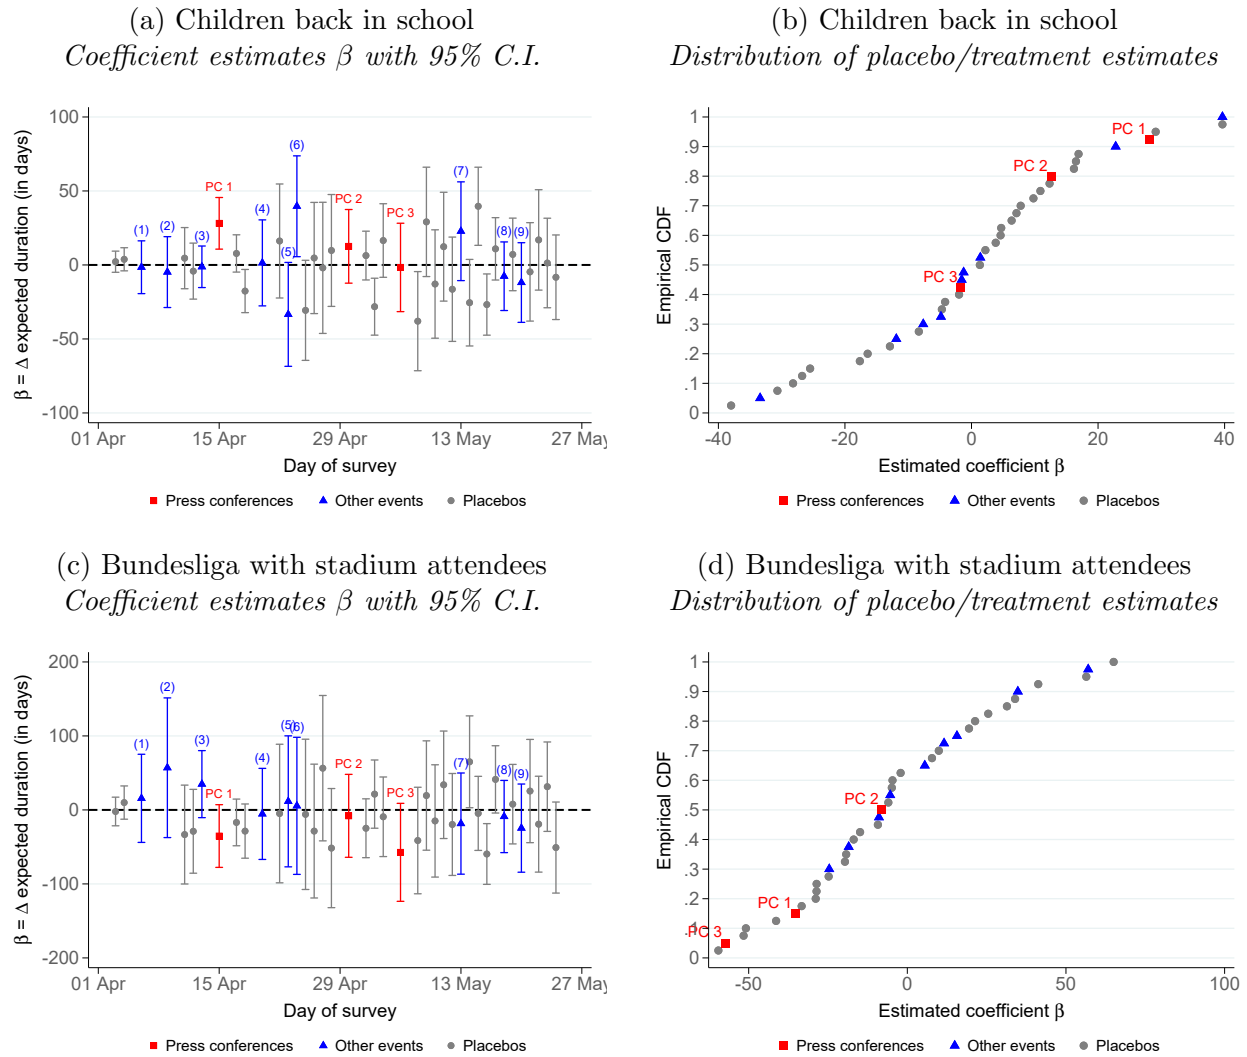 (a) Children back in school
Coefficient estimates β with 95% C.I.
β = Δ expected duration (in days)
100
50
0
-50
-100
(1)
(2)
(3)
PC 1
(4)
(5)
(6)
PC 2
PC 3
(7)
(8)
(9)
01 Apr
15 Apr
29 Apr
13 May
27 May
Day of survey
Press conferences
Other events
Placebos
(b) Children back in school
Distribution of placebo/treatment estimates
Empirical CDF
1
.9
.8
.7
.6
.5
.4
.3
.2
.1
0
PC 1
PC 2
PC 3
-40
-20
0
20
40
Estimated coefficient β
Press conferences
Other events
Placebos
(c) Bundesliga with stadium attendees
Coefficient estimates β with 95% C.I.
β = Δ expected duration (in days)
200
100
0
-100
-200
(1)
(2)
(3)
PC 1
(4)
(5)
(6)
PC 2
PC 3
(7)
(8)
(9)
01 Apr
15 Apr
29 Apr
13 May
27 May
Day of survey
Press conferences
Other events
Placebos
(d) Bundesliga with stadium attendees
Distribution of placebo/treatment estimates
Empirical CDF
1
.9
.8
.7
.6
.5
.4
.3
.2
.1
0
PC 2
PC 1
PC 3
-50
0
50
100
Estimated coefficient β
Press conferences
Other events
Placebos